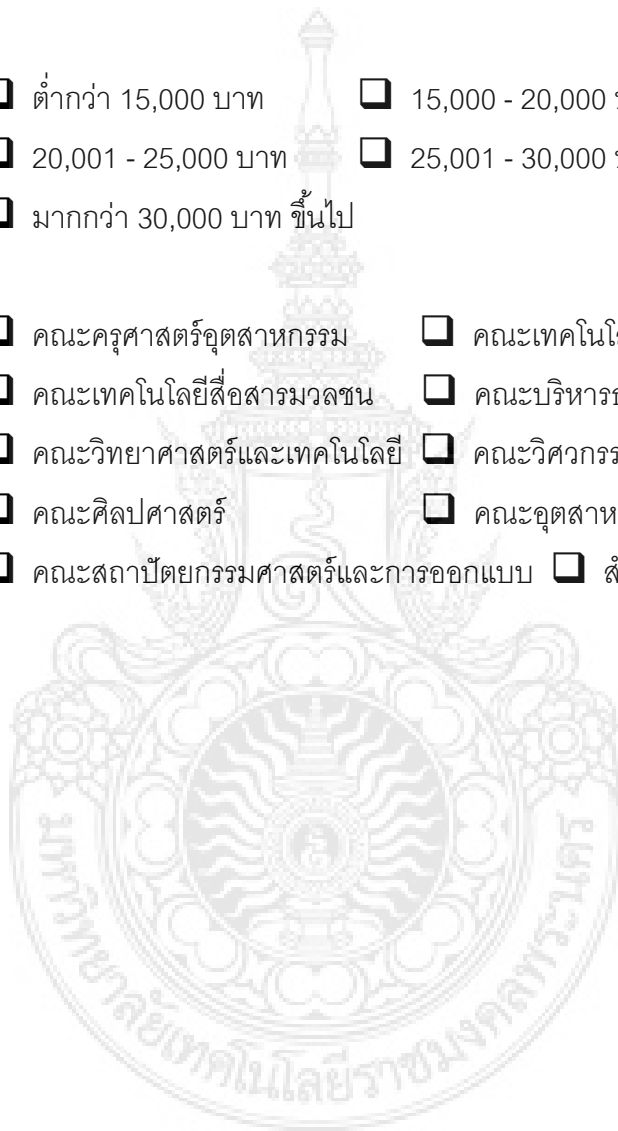 ❑ ต่ำกว่า 15,000 บาท ❑ 15,000 - 20,000
❑ 20,001 - 25,000 บาท ❑ 25,001 - 30,000
❑ มากกว่า 30,000 บาท ขึ้นไป
❑ คณะครุศาสตร์อุตสาหกรรม ❑ คณะเทคโนโ
❑ คณะเทคโนโลยีสื่อสารมวลชน ❑ คณะบริหาร
❑ คณะวิทยาศาสตร์และเทคโนโลยี ❑ คณะวิศวกรร
❑ คณะศิลปศาสตร์ ❑ คณะอุตสาห
❑ คณะสถาปัตยกรรมศาสตร์และการออกแบบ ❑
มหาวิทยาลัยเทคโนโลยีราชมงคลพระนคร